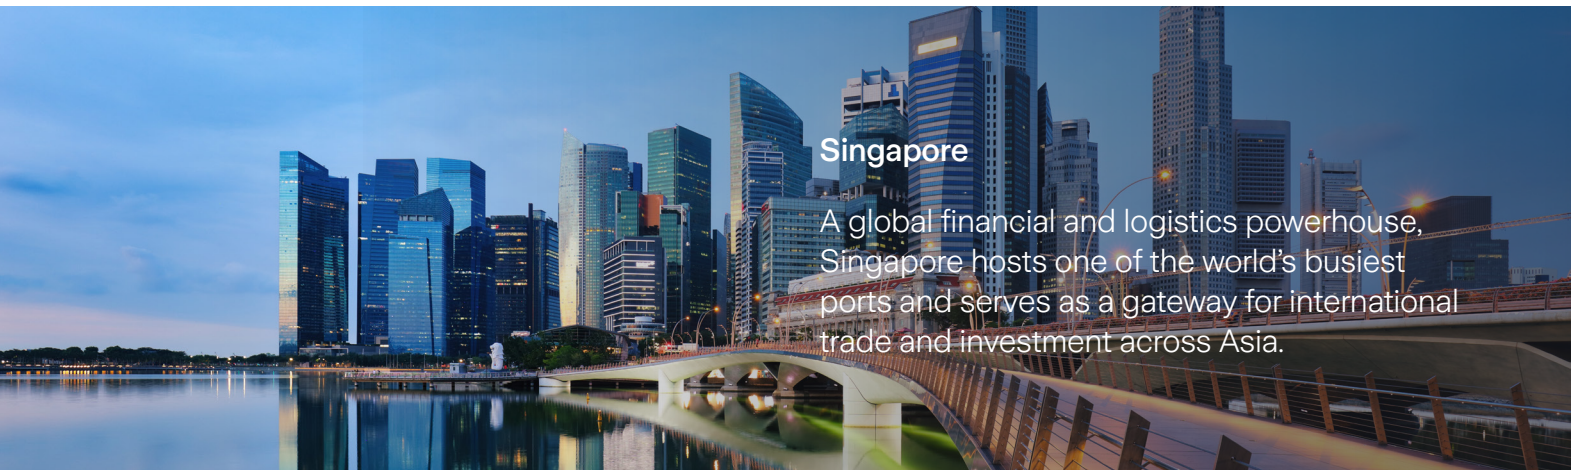 Singapore
A global financial and logistics powerhouse,
Singapore hosts one of the world’s busiest
ports and serves as a gateway for international
trade and investment across Asia.